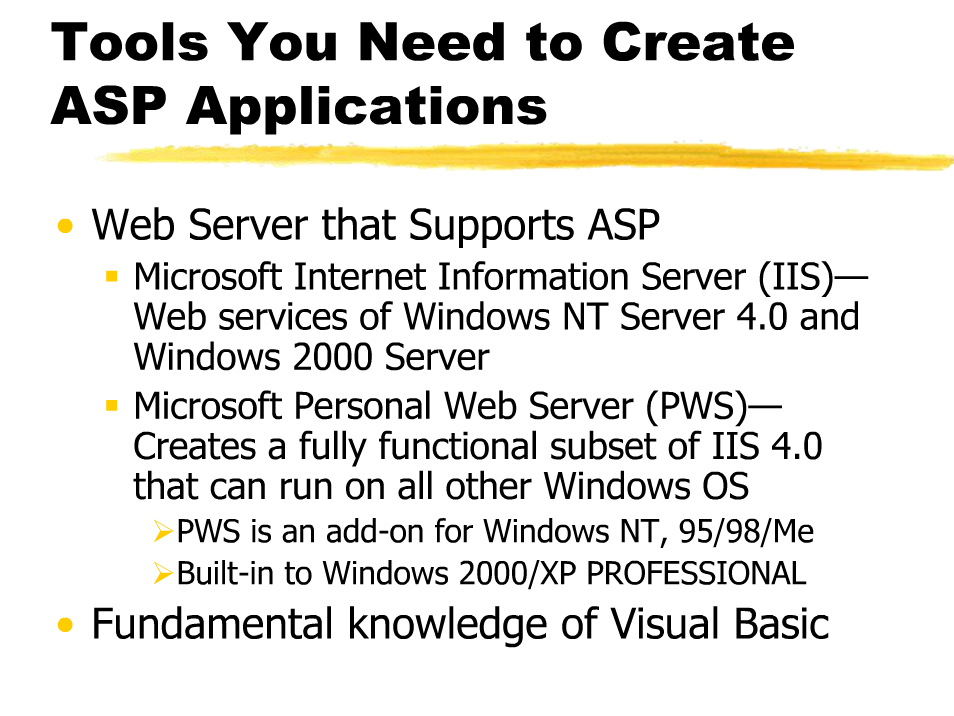 Tools You Need to Create
ASP Applications
• Web Server that Supports ASP
▪ Microsoft Internet Information Server (IIS)—
Web services of Windows NT Server 4.0 and
Windows 2000 Server
▪ Microsoft Personal Web Server (PWS)—
Creates a fully functional subset of IIS 4.0
that can run on all other Windows OS
➢PWS is an add-on for Windows NT, 95/98/Me
➢Built-in to Windows 2000/XP PROFESSIONAL
• Fundamental knowledge of Visual Basic